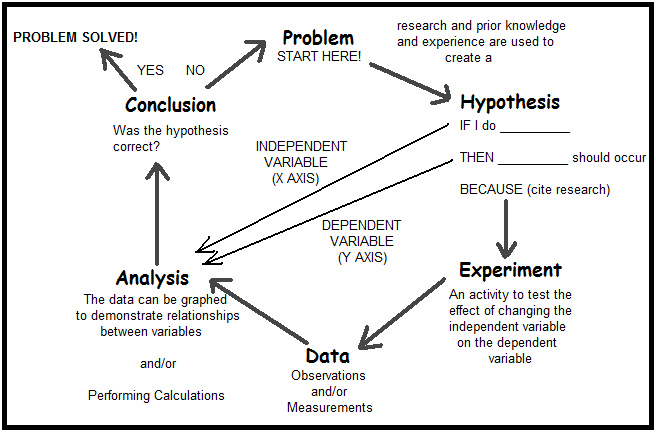 Problem
START HERE!
research and prior knowledge
and experience are used to
create a
Hypothesis
IF I do __________
THEN __________ should occur
BECAUSE (cite research)
Experiment
An activity to test the
effect of changing the
independent variable
on the dependent
variable
Data
Observations
and/or
Measurements
Analysis
The data can be graphed
to demonstrate relationships
between variables
and/or
Performing Calculations
INDEPENDENT
VARIABLE
(X AXIS)
DEPENDENT
VARIABLE
(Y AXIS)
Conclusion
Was the hypothesis
correct?
YES
NO
PROBLEM SOLVED!